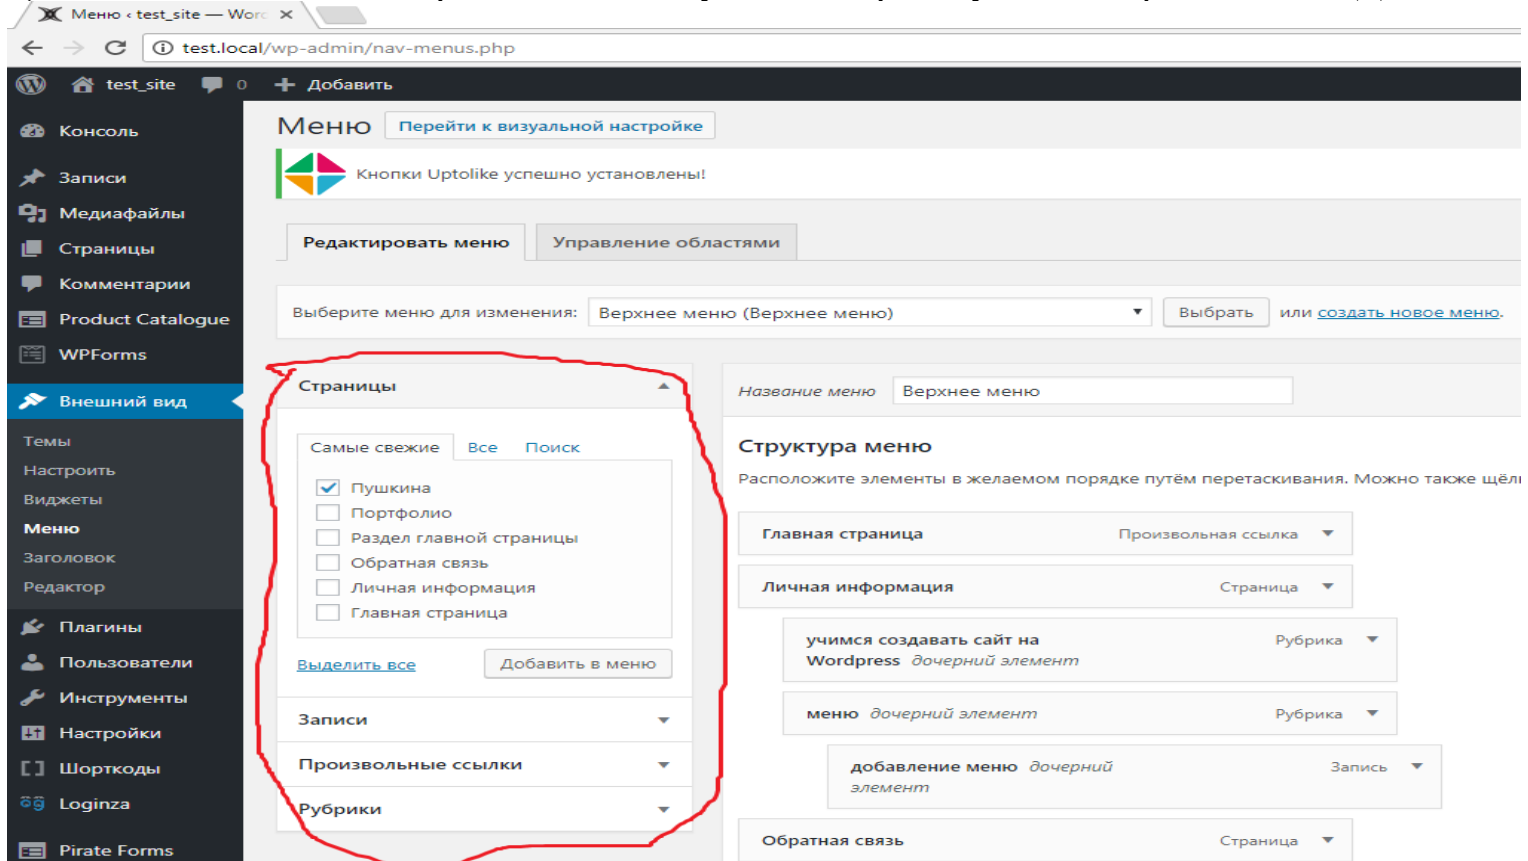 Меню ‹ test_site — Word
test.local/wp-admin/nav-menus.php
test_site 0 Добавить
Консоль
Записи
Медиафайлы
Страницы
Комментарии
Product Catalogue
WPForms
Внешний вид
Темы
Настроить
Виджеты
Меню
Заголовок
Редактор
Плагины
Пользователи
Инструменты
Настройки
Шорткоды
Loginza
Pirate Forms
Меню Перейти к визуальной настройке
Кнопки Uptolike успешно установлены!
Редактировать меню Управление областями
Выберите меню для изменения: Верхнее меню (Верхнее меню) Выбрать или создать новое меню.
Страницы
Самые свежие Все Поиск
Пушкина
Портфолио
Раздел главной страницы
Обратная связь
Личная информация
Главная страница
Выделить все Добавить в меню
Записи
Произвольные ссылки
Рубрики
Название меню Верхнее меню
Структура меню
Расположите элементы в желаемом порядке путём перетаскивания. Можно также
Главная страница Произвольная ссылка
Личная информация Страница
учимся создавать сайт на Рубрика
Wordpress дочерний элемент
меню дочерний элемент Рубрика
добавление меню дочерний Запись
элемент
Обратная связь Страница